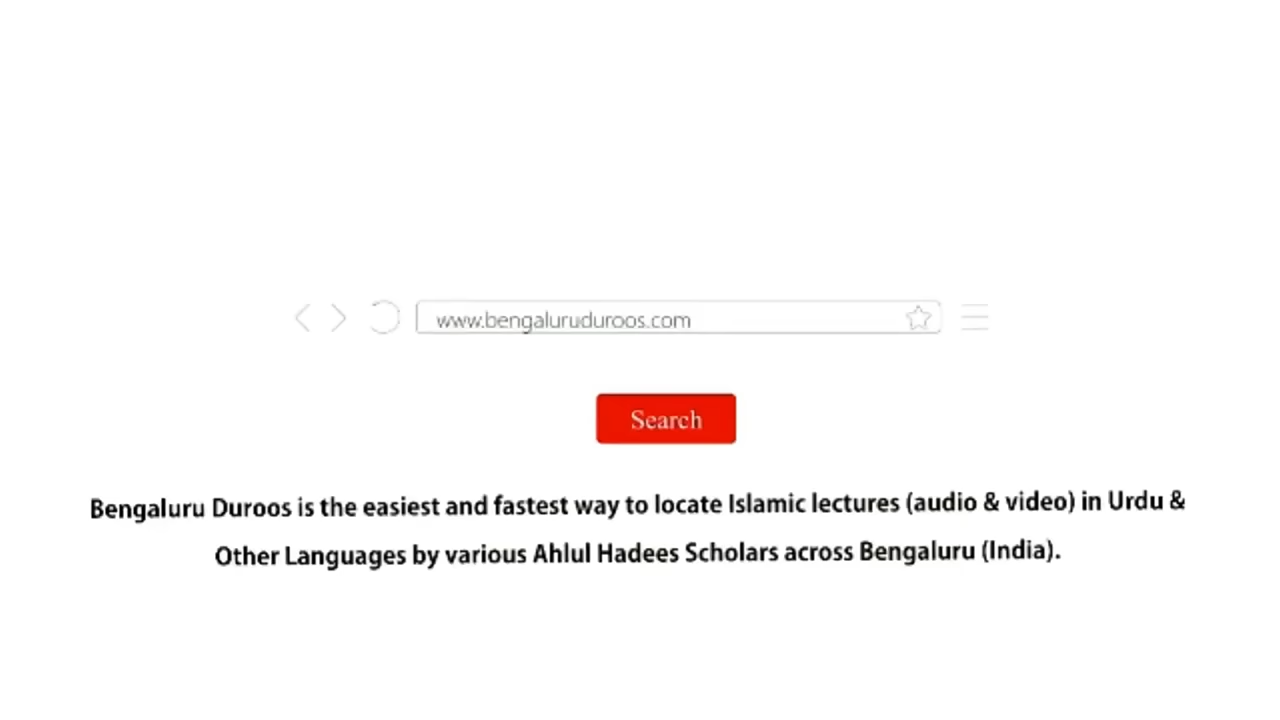 www.bengaluruduroos.com
Search
Bengaluru Duroos is the easiest and fastest way to locate Islamic lectures (audio & video) in Urdu &
Other Languages by various Ahlul Hadees Scholars across Bengaluru (India).